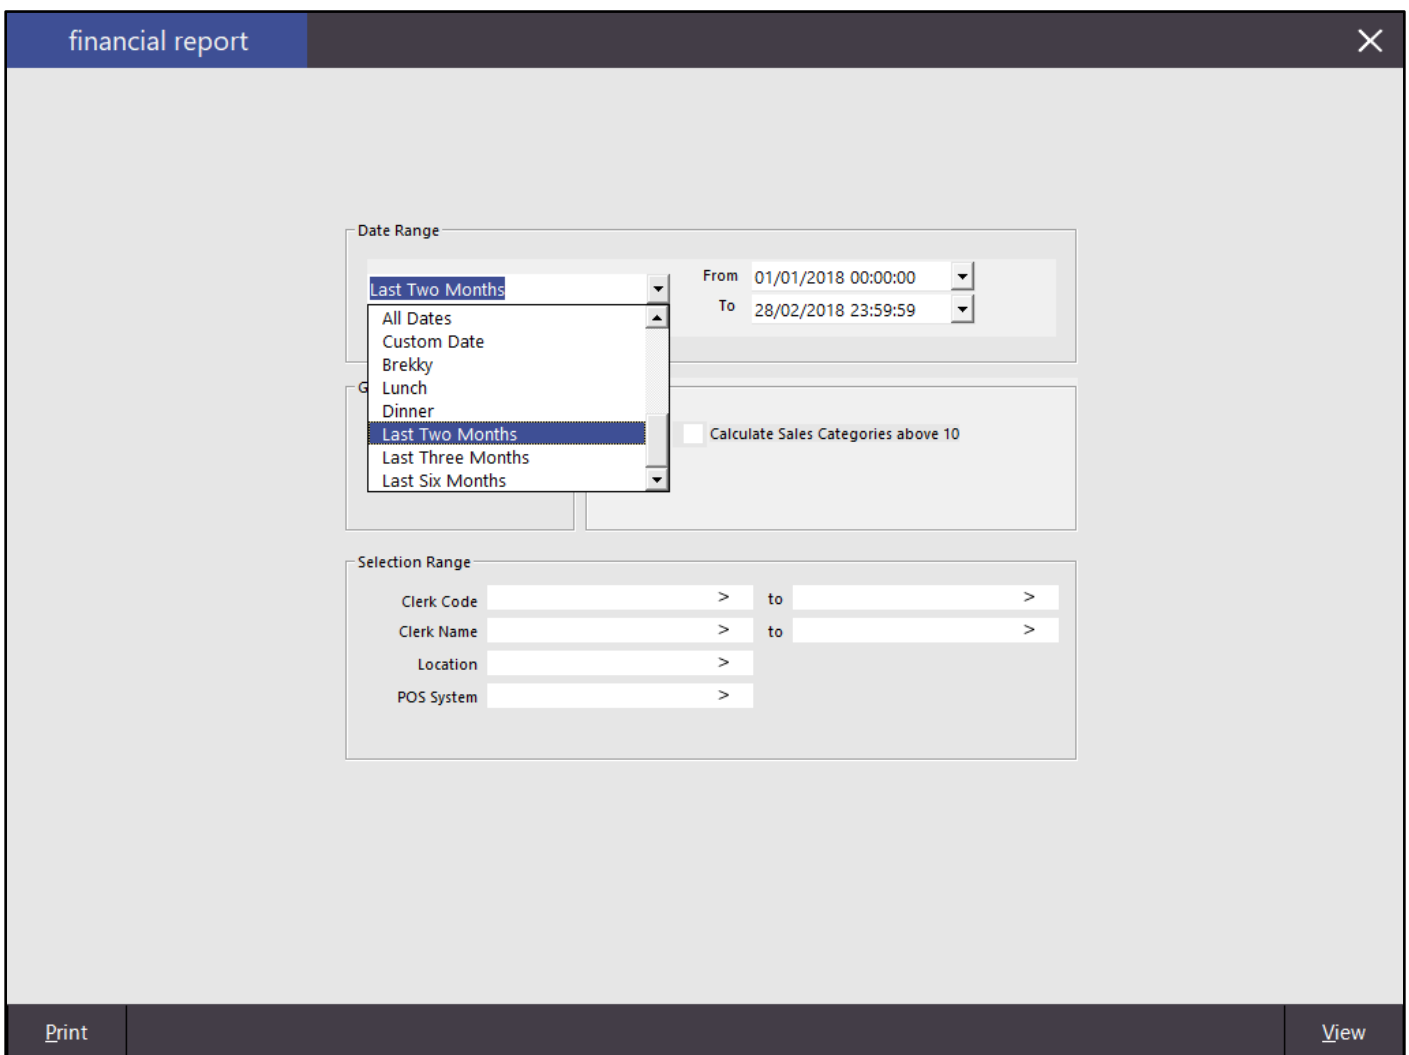 financial report
Date Range
Last Two Months
From 01/01/2018 00:00:00
To 28/02/2018 23:59:59
All Dates
Custom Date
Brekky
Lunch
Dinner
Last Two Months
Last Three Months
Last Six Months
Calculate Sales Categories above 10
Selection Range
Clerk Code > to >
Clerk Name > to >
Location >
POS System >
Print
View